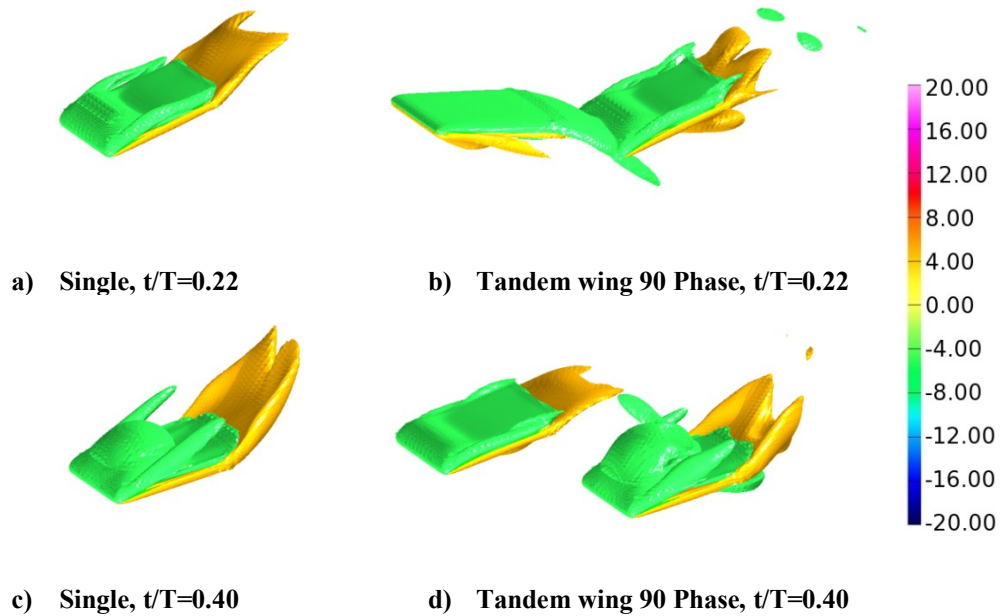 20.00
16.00
12.00
8.00
4.00
0.00
-4.00
-8.00
-12.00
-16.00
-20.00
a) Single, t/T=0.22
b) Tandem wing 90 Phase, t/T=0.22
c) Single, t/T=0.40
d) Tandem wing 90 Phase, t/T=0.40